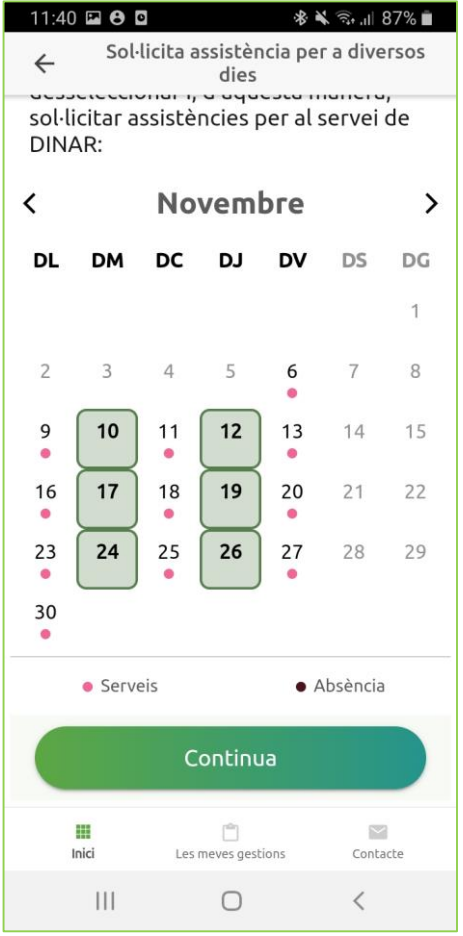 11:40 87%
Sol·licita assistència per a diversos
dies
desseleccionar i, d'aquesta manera,
sol·licitar assistències per al servei de
DINAR:
Novembre
DL DM DC DJ DV DS DG
1
2 3 4 5 6 7 8
9 10 11 12 13 14 15
16 17 18 19 20 21 22
23 24 25 26 27 28 29
30
Serveis Absència
Continua
Inici Les meves gestions Contacte